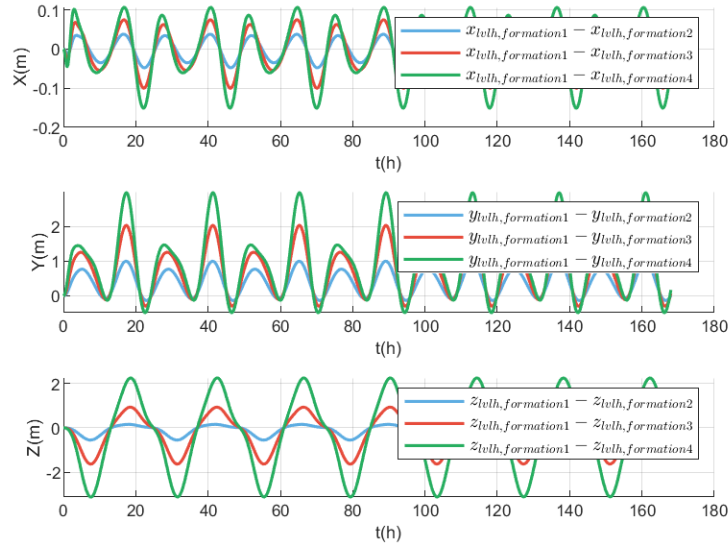 0.1
0
-0.1
-0.2
X(m)
x_{lvlh,formation1} − x_{lvlh,formation2}
x_{lvlh,formation1} − x_{lvlh,formation3}
x_{lvlh,formation1} − x_{lvlh,formation4}
0 20 40 60 80 100 120 140 160 180
t(h)
2
1
0
Y(m)
y_{lvlh,formation1} − y_{lvlh,formation2}
y_{lvlh,formation1} − y_{lvlh,formation3}
y_{lvlh,formation1} − y_{lvlh,formation4}
0 20 40 60 80 100 120 140 160 180
t(h)
2
0
-2
Z(m)
z_{lvlh,formation1} − z_{lvlh,formation2}
z_{lvlh,formation1} − z_{lvlh,formation3}
z_{lvlh,formation1} − z_{lvlh,formation4}
0 20 40 60 80 100 120 140 160 180
t(h)